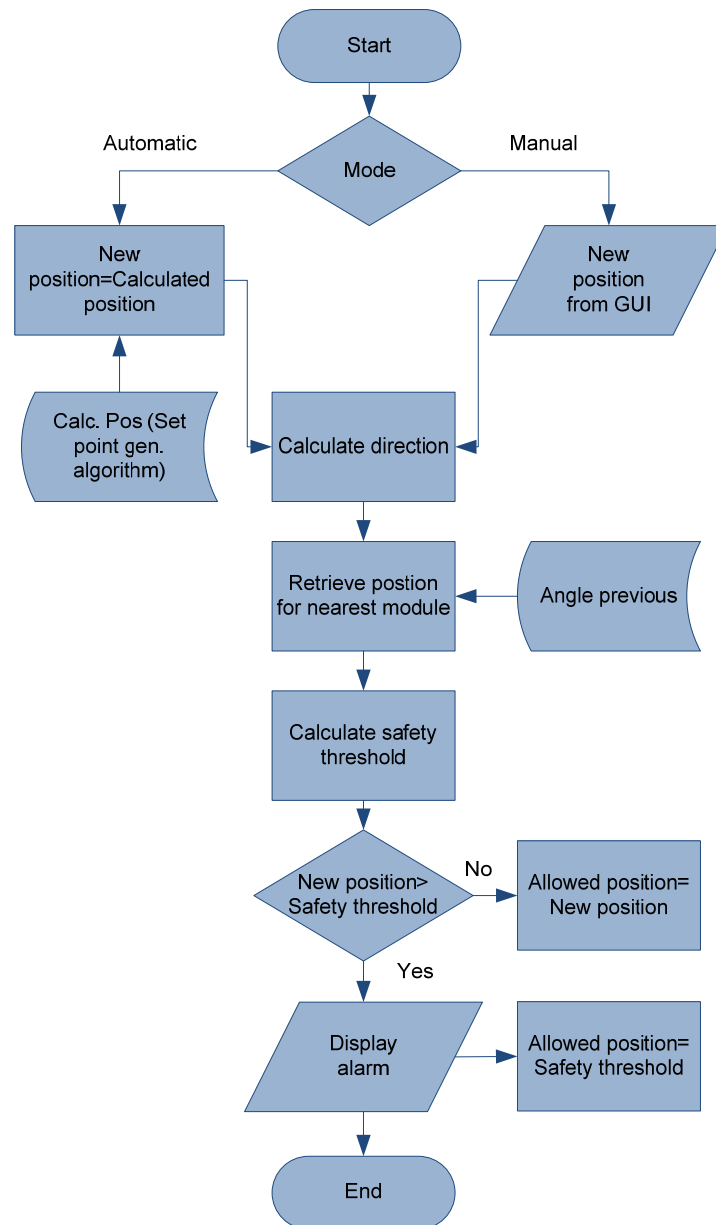 Start
Automatic
Manual
Mode
New
position=Calculated
position
New
position
from GUI
Calc. Pos (Set
point gen.
algorithm)
Calculate direction
Retrieve postion
for nearest module
Angle previous
Calculate safety
threshold
New position>
Safety threshold
No
Allowed position=
New position
Yes
Display
alarm
Allowed position=
Safety threshold
End